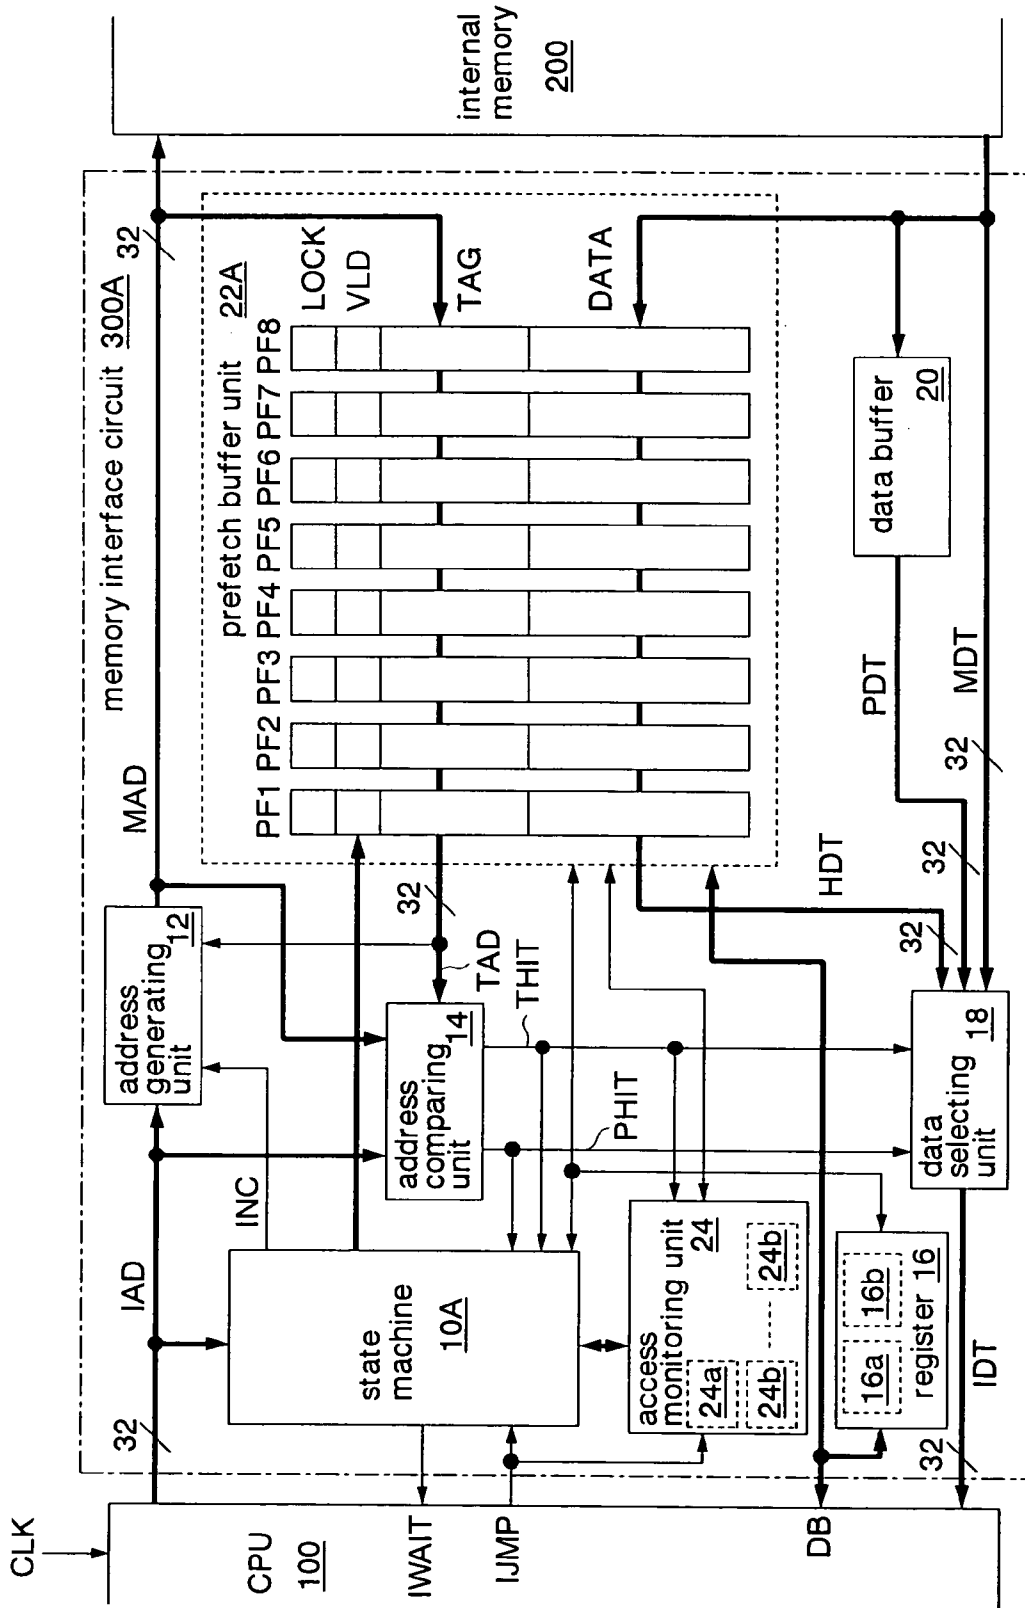 CLK
CPU
100
IWAIT
IJMP
DB
32
IAD
INC
32
IDT
state
machine
10A
access
monitoring unit
24
24a
24b
24b
16a
16b
register 16
address
generating
unit
12
address
comparing
unit
14
data
selecting
unit
18
MAD
TAD
THIT
PHIT
32
HDT
32
PDT
32
MDT
32
memory interface circuit 300A
32
prefetch buffer unit 22A
PF1 PF2 PF3 PF4 PF5 PF6 PF7 PF8
LOCK
VLD
TAG
DATA
data buffer
20
internal
memory
200